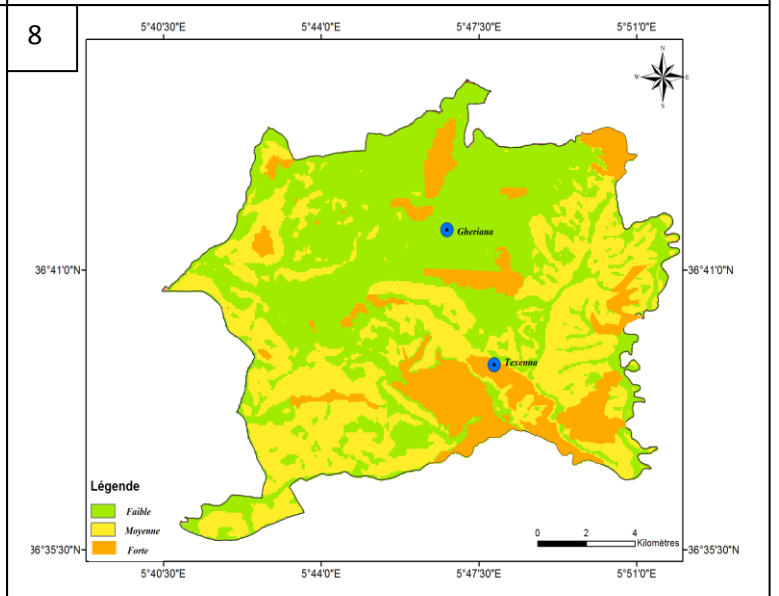 8
5°40'30"E 5°44'0"E 5°47'30"E 5°51'0"E
N
W E
S
Gheriana
36°41'0"N 36°41'0"N
Texenna
Légende
Faible
Moyenne
Forte
0 2 4
Kilomètres
36°35'30"N 36°35'30"N
5°40'30"E 5°44'0"E 5°47'30"E 5°51'0"E